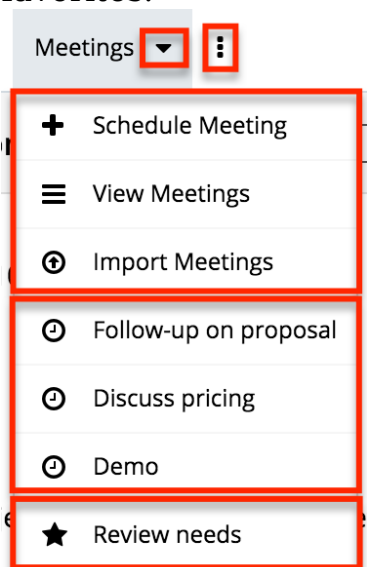 Meetings
Schedule Meeting
View Meetings
Import Meetings
Follow-up on proposal
Discuss pricing
Demo
Review needs